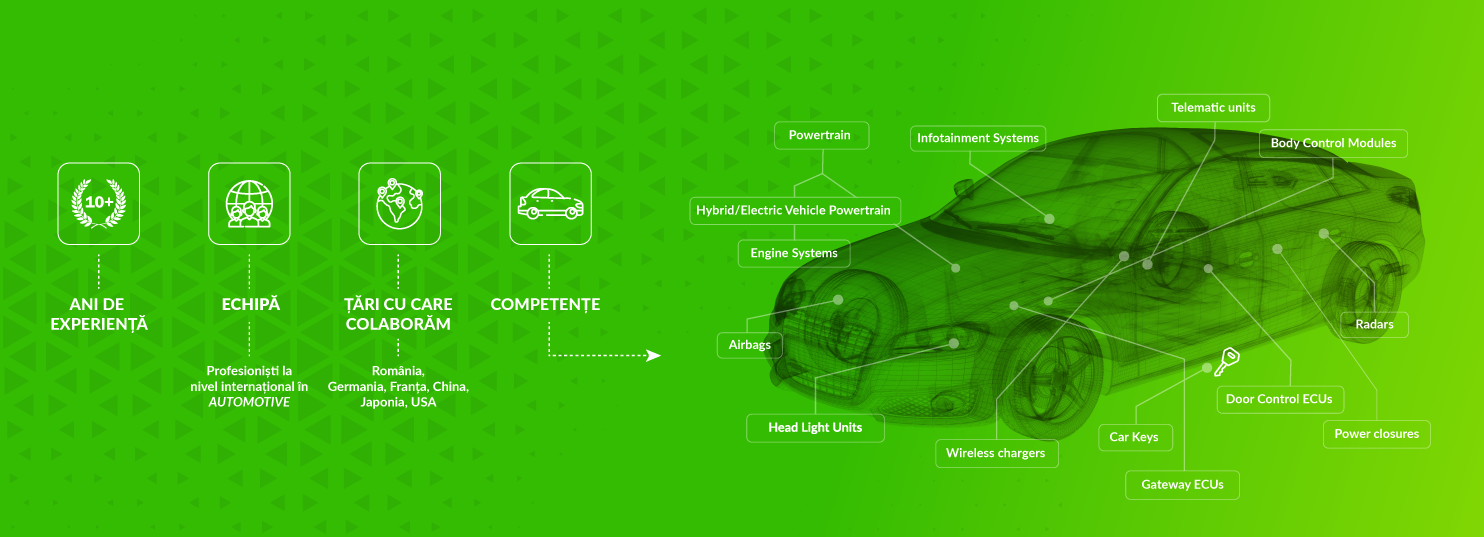 10+
ANI DE
EXPERIENȚĂ
ECHIPĂ
Profesioniști la
nivel internațional în
AUTOMOTIVE
ȚĂRI CU CARE
COLABORĂM
România,
Germania, Franța, China,
Japonia, USA
COMPETENȚE
Powertrain
Infotainment Systems
Telematic units
Body Control Modules
Hybrid/Electric Vehicle Powertrain
Engine Systems
Airbags
Radars
Head Light Units
Wireless chargers
Car Keys
Door Control ECUs
Power closures
Gateway ECUs